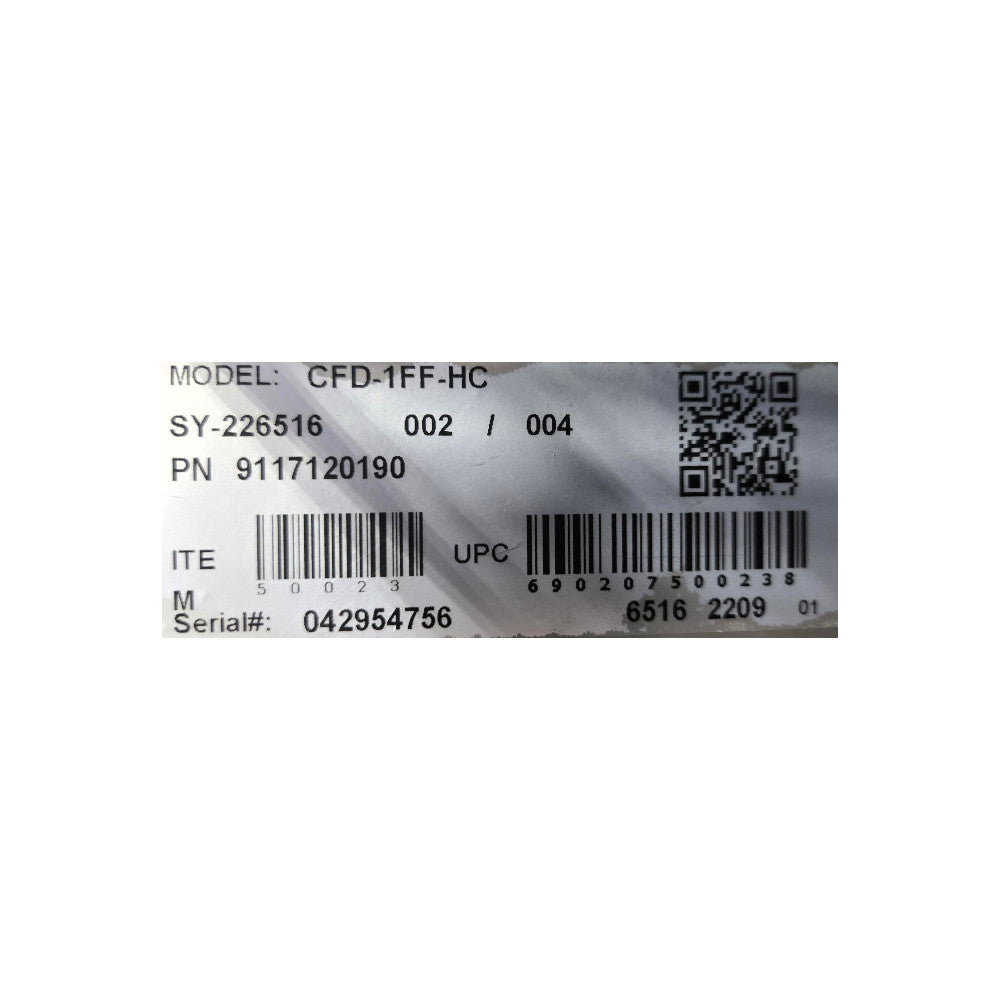 MODEL: CFD-1FF-HC
SY-226516 002 / 004
PN 9117120190
ITE
M
50023
UPC
690207500238
Serial#: 042954756
6516 2209 01